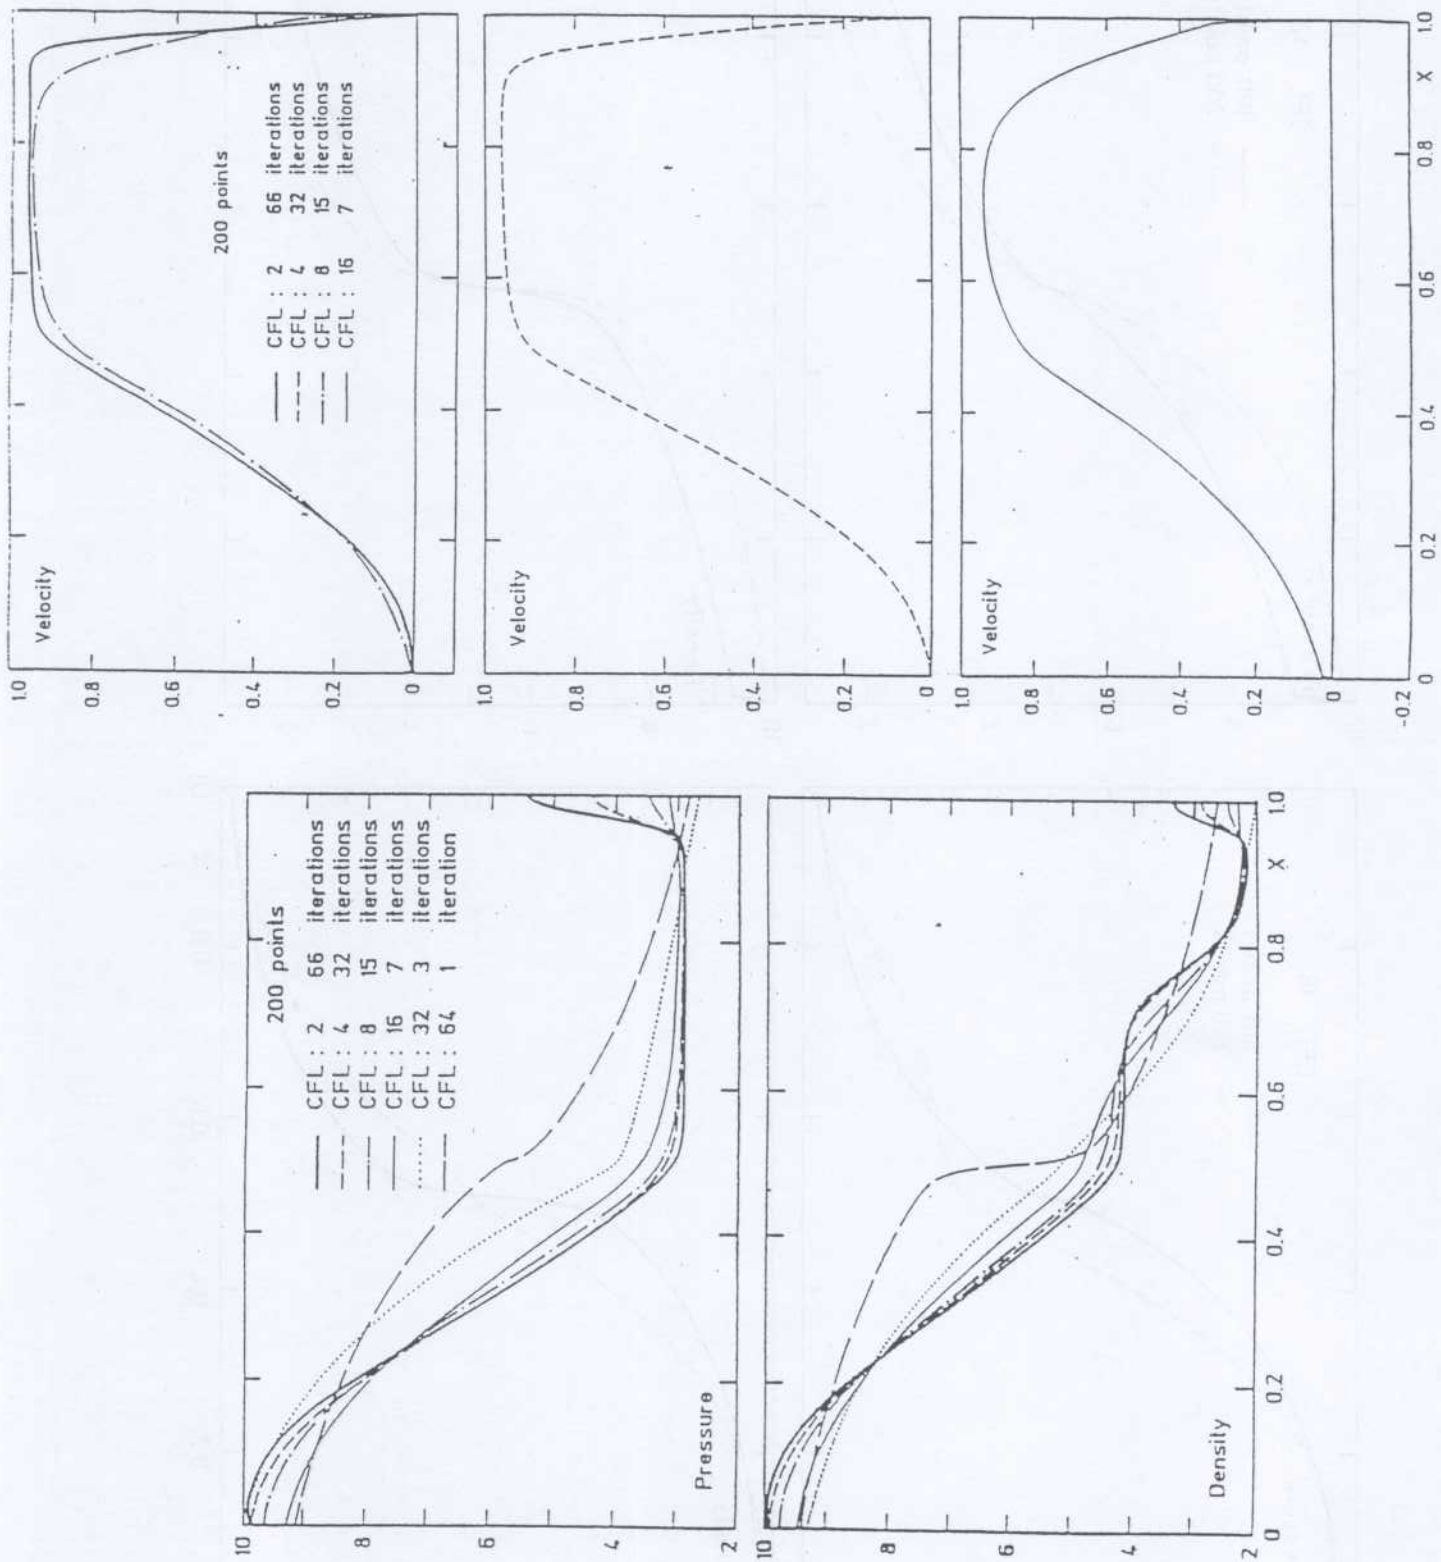 Velocity
1.0
0.8
0.6
0.4
0.2
0
200 points
CFL : 2 66 iterations
CFL : 4 32 iterations
CFL : 8 15 iterations
CFL : 16 7 iterations
Velocity
1.0
0.8
0.6
0.4
0.2
0
Velocity
1.0
0.8
0.6
0.4
0.2
0
-0.2
0
0.2
0.4
0.6
0.8
X
1.0
200 points
CFL : 2 66 iterations
CFL : 4 32 iterations
CFL : 8 15 iterations
CFL : 16 7 iterations
CFL : 32 3 iterations
CFL : 64 1 iteration
Pressure
10
8
6
4
2
Density
10
8
6
4
2
0
0.2
0.4
0.6
0.8
X
1.0